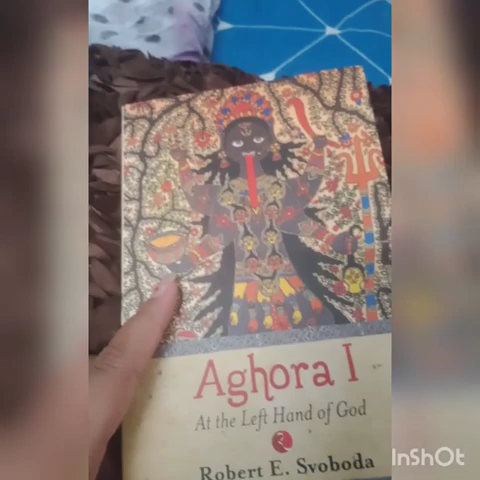 Aghora I
At the Left Hand of God
Robert E. Svoboda
InShOt